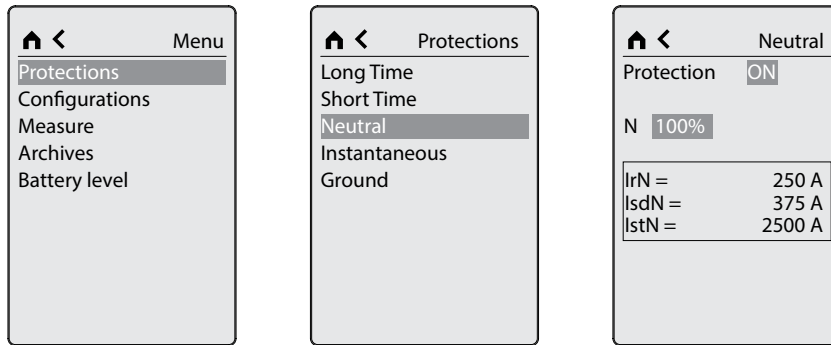 Menu
Protections
Configurations
Measure
Archives
Battery level
Protections
Long Time
Short Time
Neutral
Instantaneous
Ground
Neutral
Protection ON
N 100%
IrN = 250 A
IsdN = 375 A
IstN = 2500 A